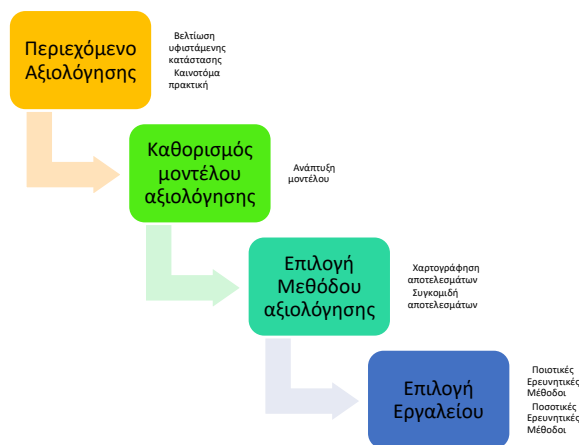 Περιεχόμενο
Αξιολόγησης
Βελτίωση
υφιστάμενης
κατάστασης
Καινοτόμα
πρακτική
Καθορισμός
μοντέλου
αξιολόγησης
Ανάπτυξη
μοντέλου
Επιλογή
Μεθόδου
αξιολόγησης
Χαρτογράφηση
αποτελεσμάτων
Συγκομιδή
αποτελεσμάτων
Επιλογή
Εργαλείου
Ποιοτικές
Ερευνητικές
Μέθοδοι
Ποσοτικές
Ερευνητικές
Μέθοδοι